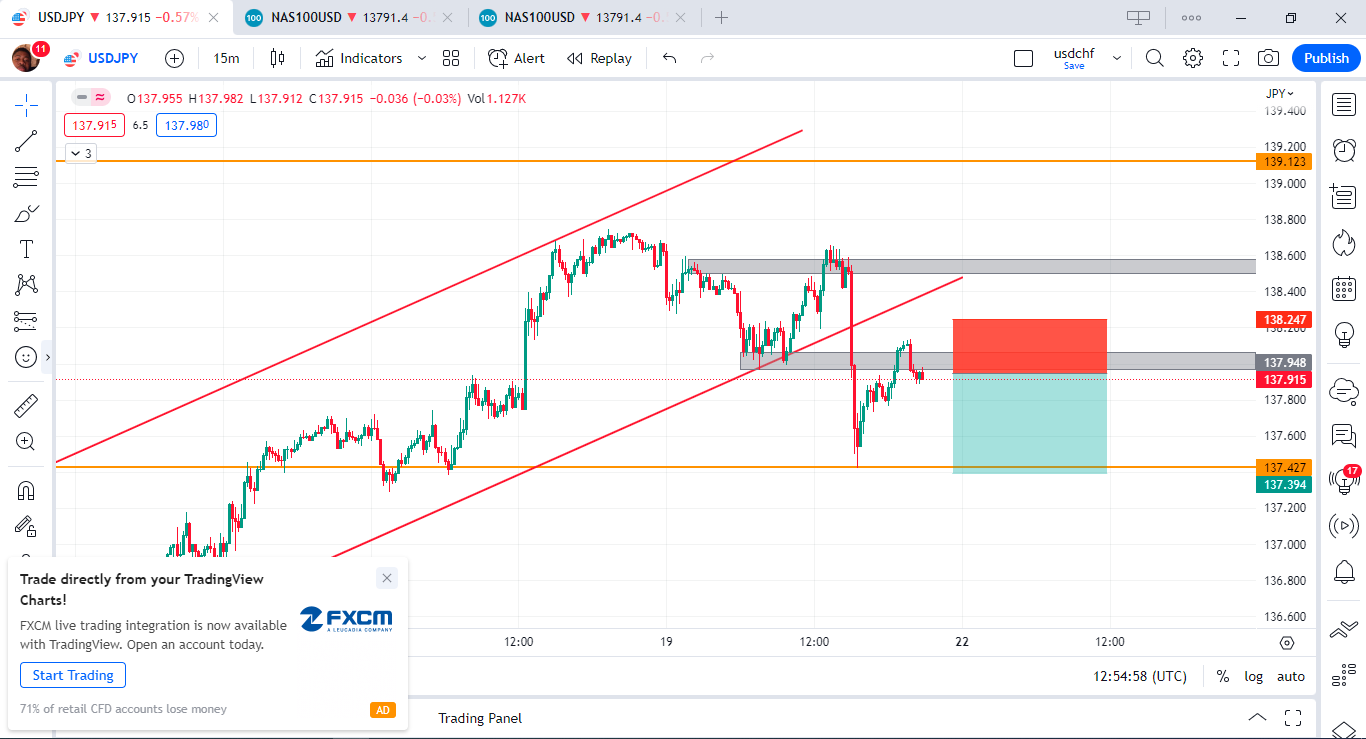 USDJPY 137.915 −0.57%
NAS100USD 13791.4 −0.
NAS100USD 13791.4 −0.
11
USDJPY
15m
Indicators
Alert
Replay
usdchf
Save
Publish
O137.955 H137.982 L137.912 C137.915 −0.036 (−0.03%) Vol1.127K
137.915 6.5 137.980
3
JPY
139.400
139.200
139.123
139.000
138.800
138.600
138.400
138.247
138.200
137.948
137.915
137.800
137.600
137.427
137.394
137.200
137.000
136.800
136.600
17
12:00 19 12:00 22 12:00
12:54:58 (UTC) % log auto
Trading Panel
Trade directly from your TradingView
Charts!
FXCM live trading integration is now available
with TradingView. Open an account today.
FXCM
A LEUCADIA COMPANY
Start Trading
71% of retail CFD accounts lose money
AD